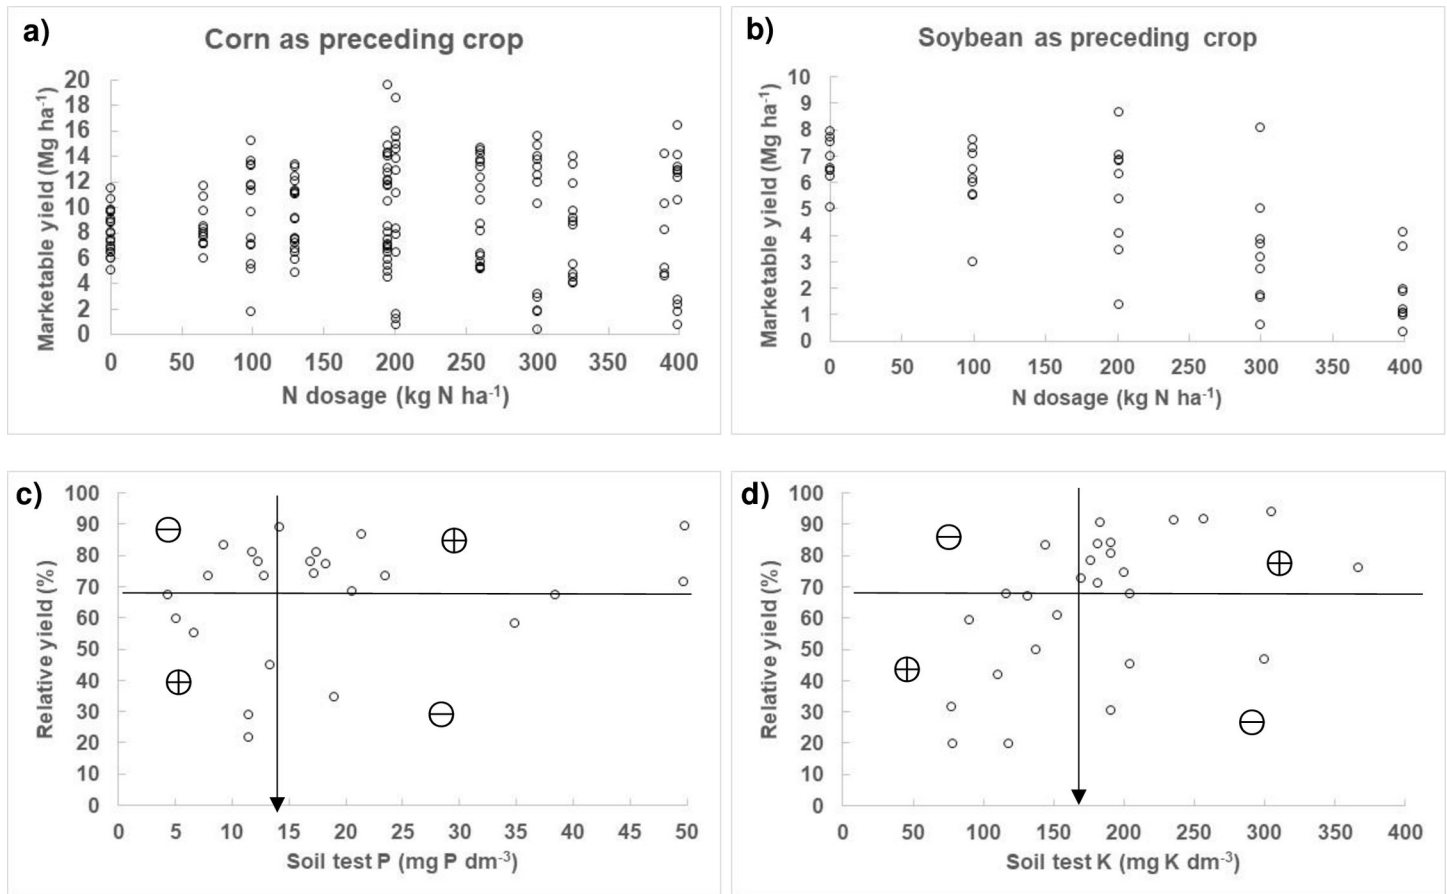 a)
Corn as preceding crop
Marketable yield (Mg ha⁻¹)
20
18
16
14
12
10
8
6
4
2
0
0 50 100 150 200 250 300 350 400
N dosage (kg N ha⁻¹)
b)
Soybean as preceding crop
Marketable yield (Mg ha⁻¹)
10
9
8
7
6
5
4
3
2
1
0
0 50 100 150 200 250 300 350 400
N dosage (kg N ha⁻¹)
c)
Relative yield (%)
100
90
80
70
60
50
40
30
20
10
0
0 5 10 15 20 25 30 35 40 45 50
Soil test P (mg P dm⁻³)
d)
Relative yield (%)
100
90
80
70
60
50
40
30
20
10
0
0 50 100 150 200 250 300 350 400
Soil test K (mg K dm⁻³)